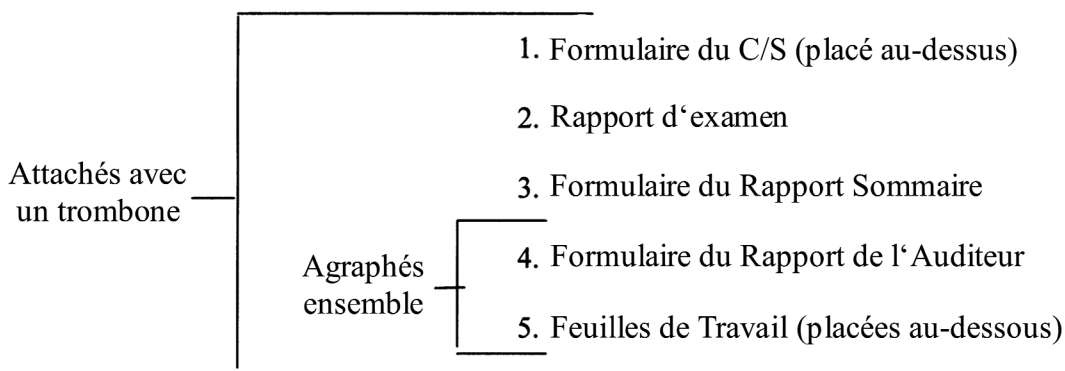 1. Formulaire du C/S (placé au-dessus)
2. Rapport d‘examen
Attachés avec
un trombone
3. Formulaire du Rapport Sommaire
Agraphés
ensemble
4. Formulaire du Rapport de l‘Auditeur
5. Feuilles de Travail (placées au-dessous)